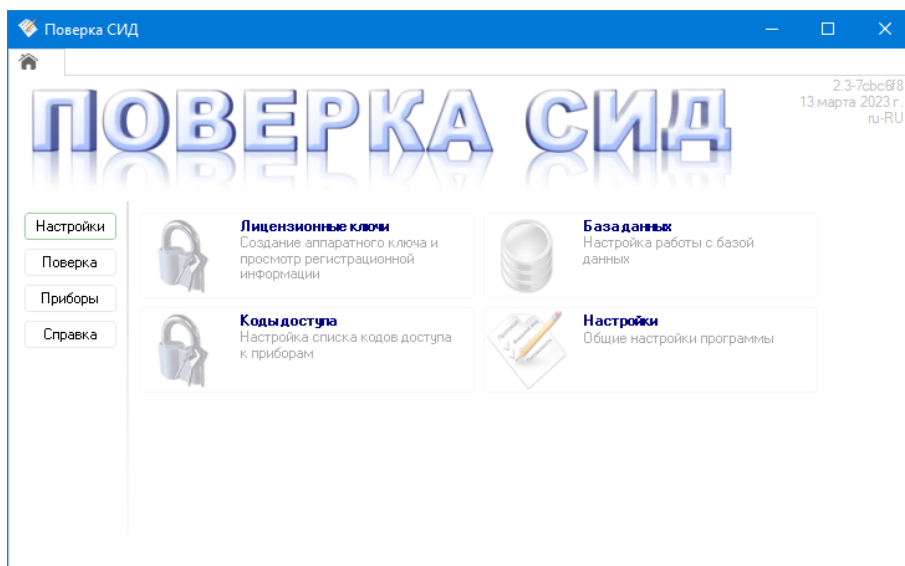 Поверка СИД
ПОВЕРКА СИД
2.3-7cbc6f8
13 марта 2023 г.
ru-RU
Настройки
Поверка
Приборы
Справка
Лицензионные ключи
Создание аппаратного ключа и
просмотр регистрационной
информации
База данных
Настройка работы с базой
данных
Коды доступа
Настройка списка кодов доступа
к приборам
Настройки
Общие настройки программы